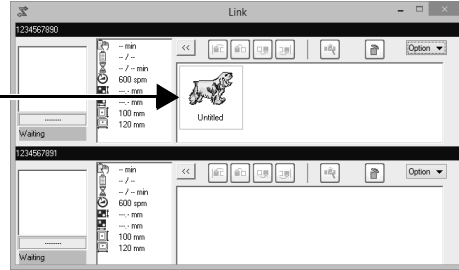 Link
1234567890
-- min
-- / --
-- / -- min
600 spm
---.- mm
---.- mm
100 mm
120 mm
<<
Option
Untitled
--------
Waiting
1234567891
-- min
-- / --
-- / -- min
600 spm
---.- mm
---.- mm
100 mm
120 mm
<<
Option
--------
Waiting